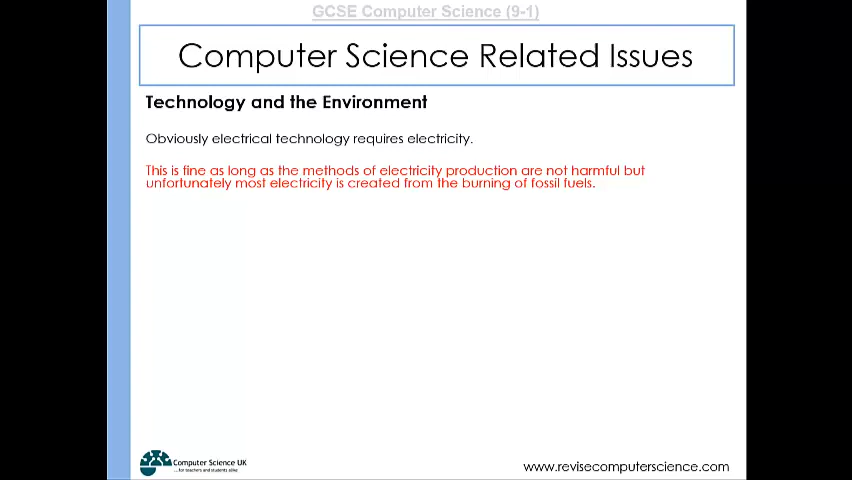 GCSE Computer Science (9-1)
Computer Science Related Issues
Technology and the Environment
Obviously electrical technology requires electricity.
This is fine as long as the methods of electricity production are not harmful but
unfortunately most electricity is created from the burning of fossil fuels.
Computer Science UK
...for teachers and students alike
www.revisecomputerscience.com